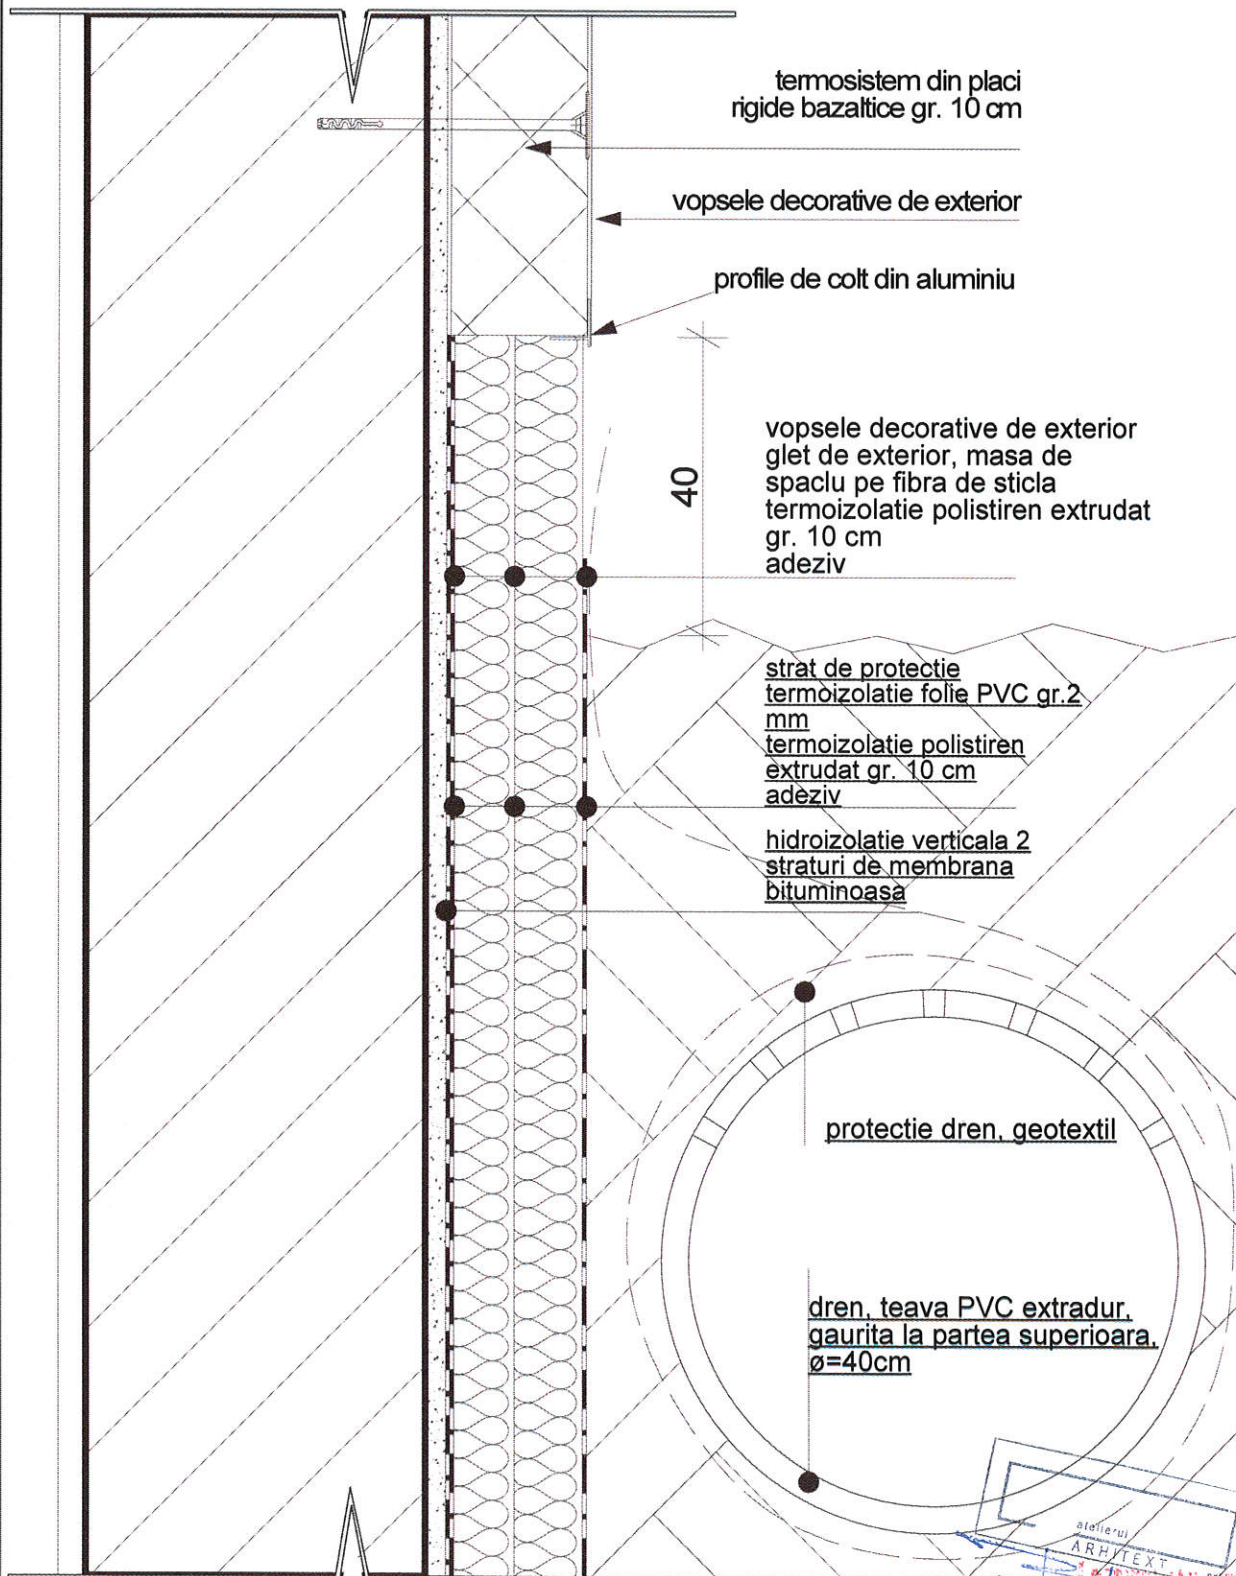 termosistem din placi
rigide bazaltice gr. 10 cm
vopsele decorative de exterior
profile de colt din aluminiu
40
vopsele decorative de exterior
glet de exterior, masa de
spaclu pe fibra de sticla
termoizolatie polistiren extrudat
gr. 10 cm
adeziv
strat de protectie
termoizolatie folie PVC gr.2
mm
termoizolatie polistiren
extrudat gr. 10 cm
adeziv
hidroizolatie verticala 2
straturi de membrana
bituminoasa
protectie dren, geotextil
dren, teava PVC extradur,
gaurita la partea superioara,
ø=40cm
atelierul
ARHITEXT